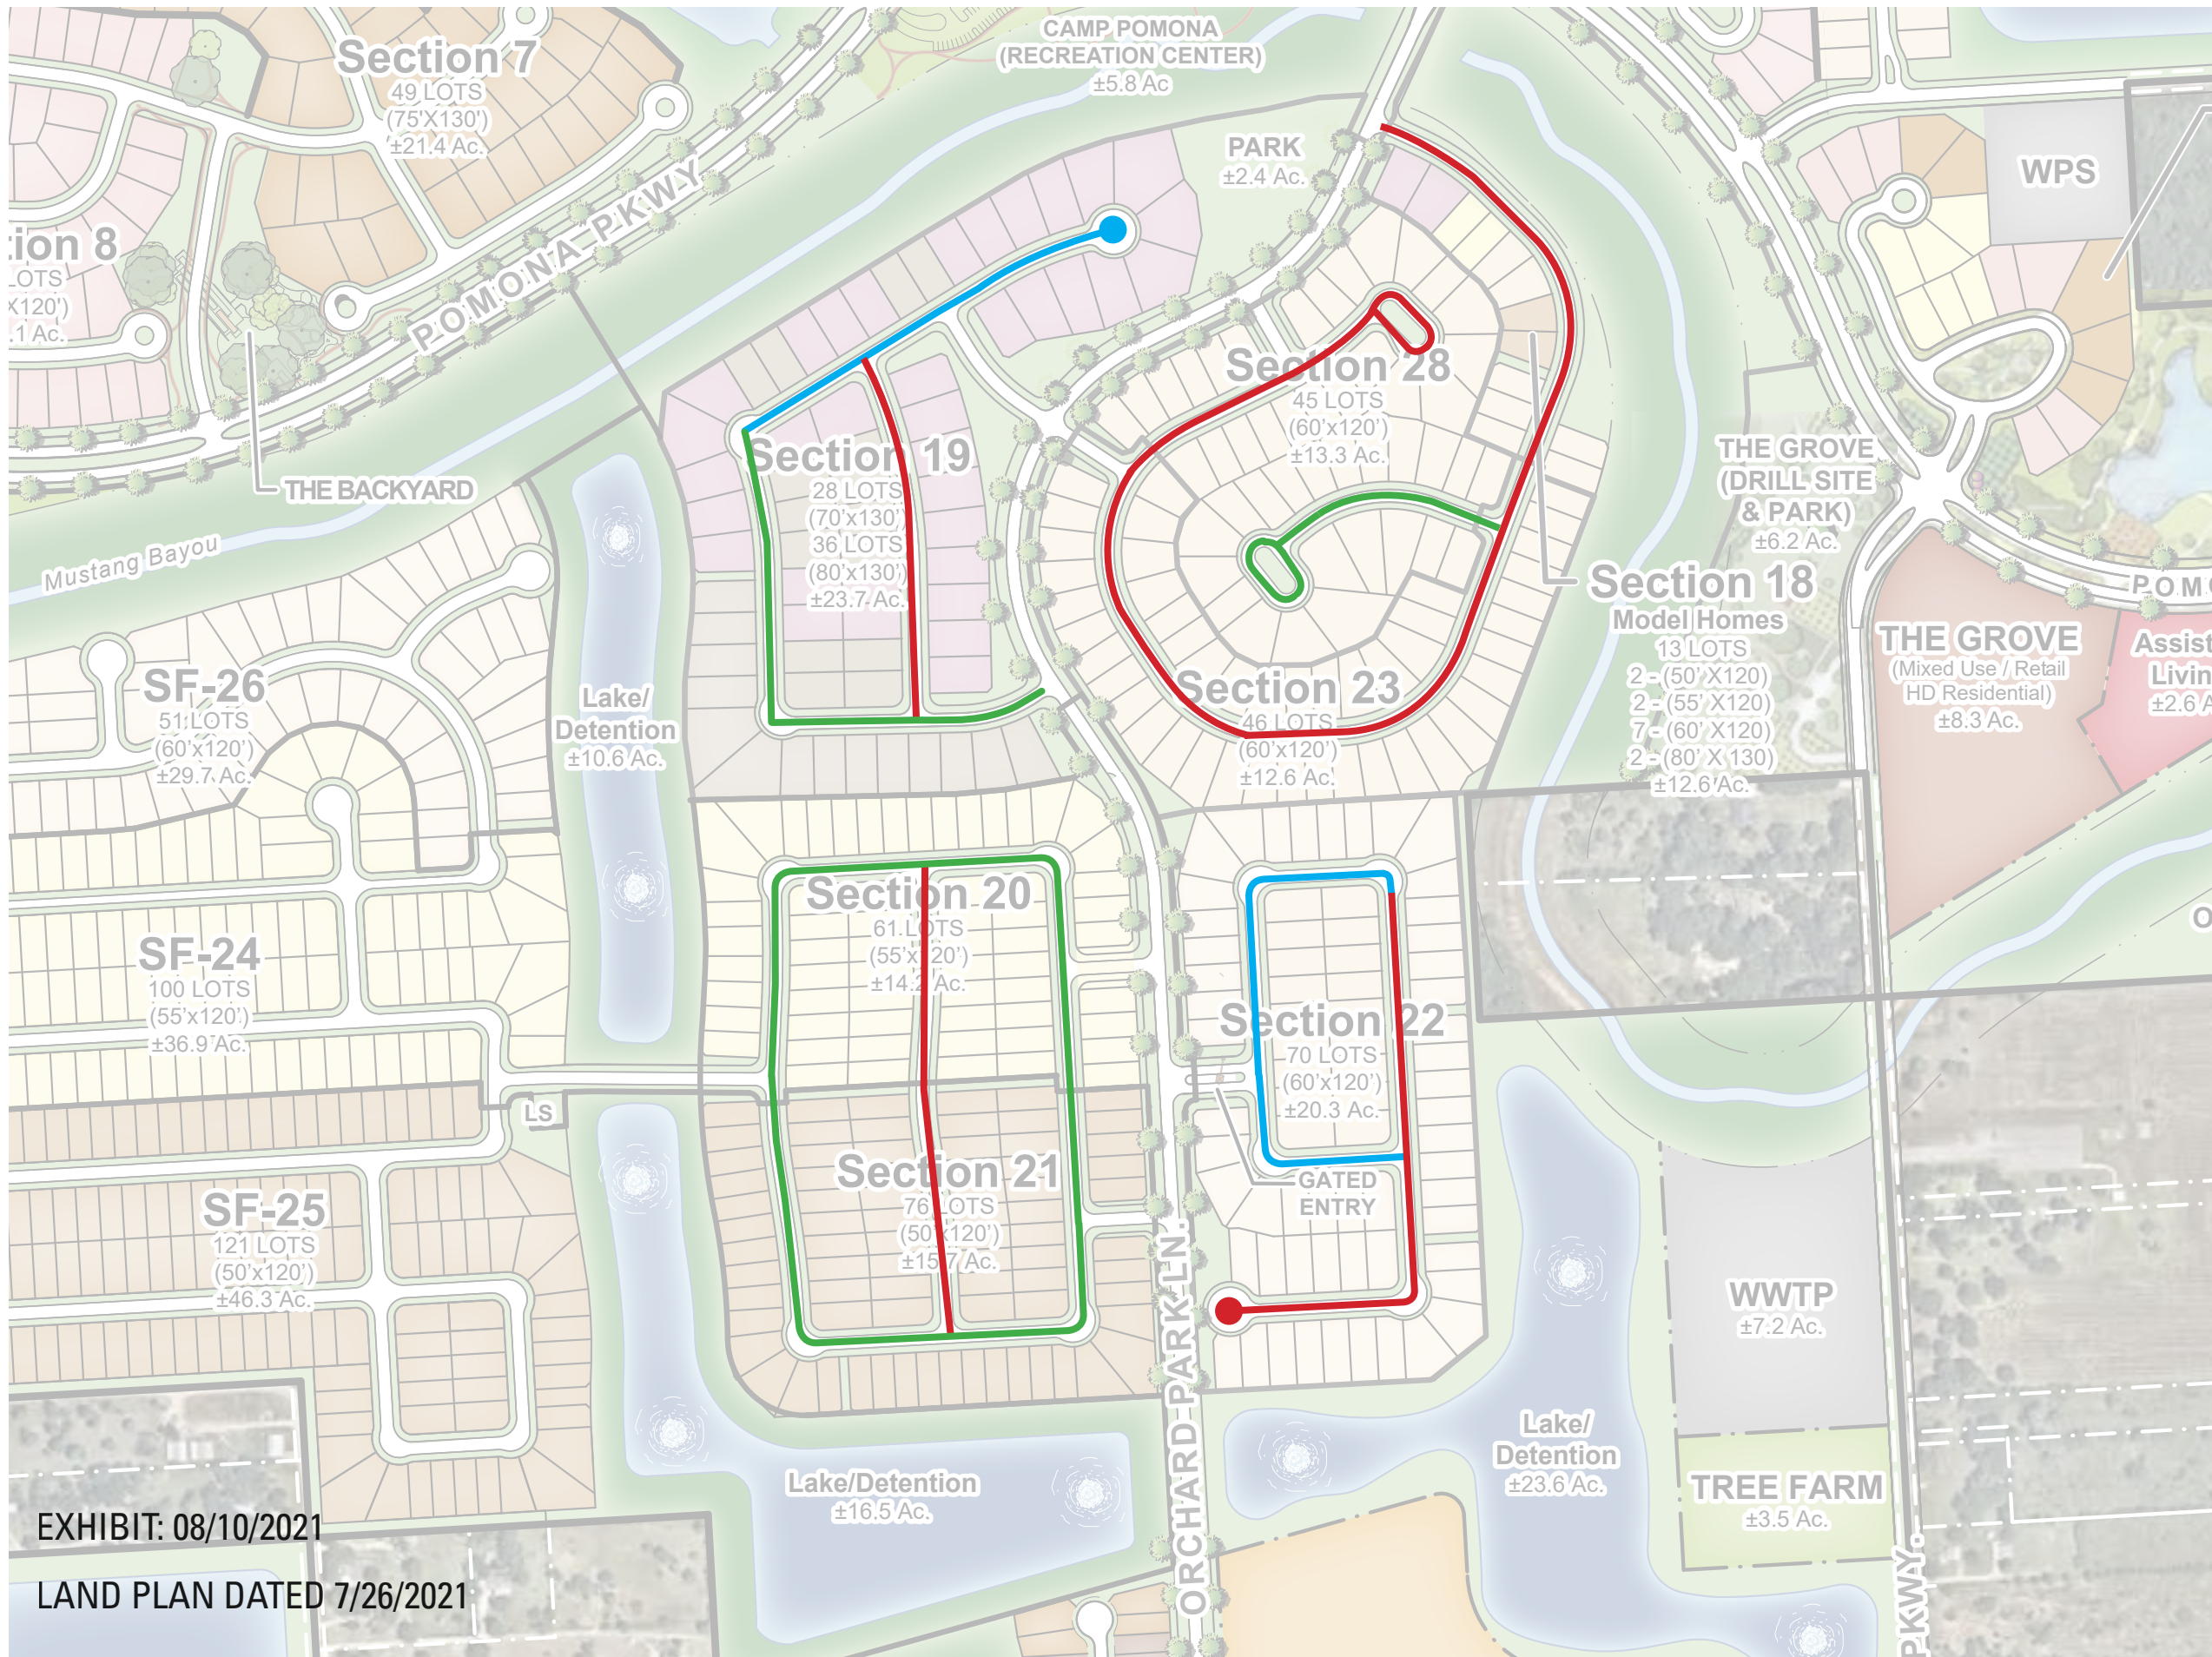 Section 7
49 LOTS
(75'X130')
±21.4 Ac.
CAMP POMONA
(RECREATION CENTER)
±5.8 Ac
PARK
±2.4 Ac.
WPS
POMONA PKWY
tion 8
LOTS
X120')
.1 Ac.
THE BACKYARD
Mustang Bayou
Section 19
28 LOTS
(70'x130')
36 LOTS
(80'x130')
±23.7 Ac.
Section 28
45 LOTS
(60'x120')
±13.3 Ac.
THE GROVE
(DRILL SITE
& PARK)
±6.2 Ac.
Section 18
Model Homes
13 LOTS
2 - (50' X120)
2 - (55' X120)
7 - (60' X120)
2 - (80' X 130)
±12.6 Ac.
POM
THE GROVE
(Mixed Use / Retail
HD Residential)
±8.3 Ac.
Assist
Livin
±2.6 A
SF-26
51 LOTS
(60'x120')
±29.7 Ac.
Lake/
Detention
±10.6 Ac.
Section 23
46 LOTS
(60'x120')
±12.6 Ac.
Section 20
61 LOTS
(55'x120')
±14.2 Ac.
SF-24
100 LOTS
(55'x120')
±36.9 Ac.
Section 22
70 LOTS
(60'x120')
±20.3 Ac.
GATED
ENTRY
LS
Section 21
76 LOTS
(50'x120')
±15.7 Ac.
SF-25
121 LOTS
(50'x120')
±46.3 Ac.
ORCHARD PARK LN.
WWTP
±7.2 Ac.
Lake/Detention
±16.5 Ac.
Lake/
Detention
±23.6 Ac.
TREE FARM
±3.5 Ac.
PKWY.
EXHIBIT: 08/10/2021
LAND PLAN DATED 7/26/2021